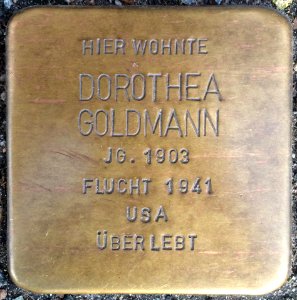 HIER WOHNTE
DOROTHEA
GOLDMANN
JG. 1903
FLUCHT 1941
USA
ÜBERLEBT